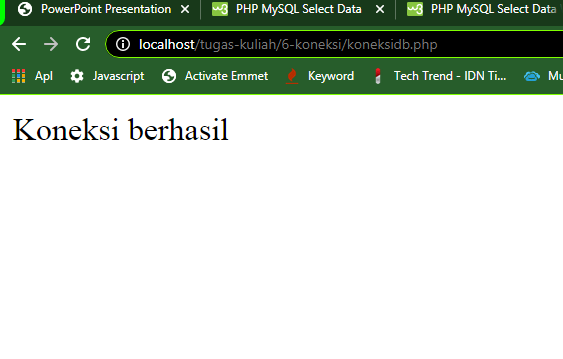 PowerPoint Presentation
PHP MySQL Select Data
PHP MySQL Select Data
localhost/tugas-kuliah/6-koneksi/koneksidb.php
Apl
Javascript
Activate Emmet
Keyword
Tech Trend - IDN Ti...
Mu
Koneksi berhasil